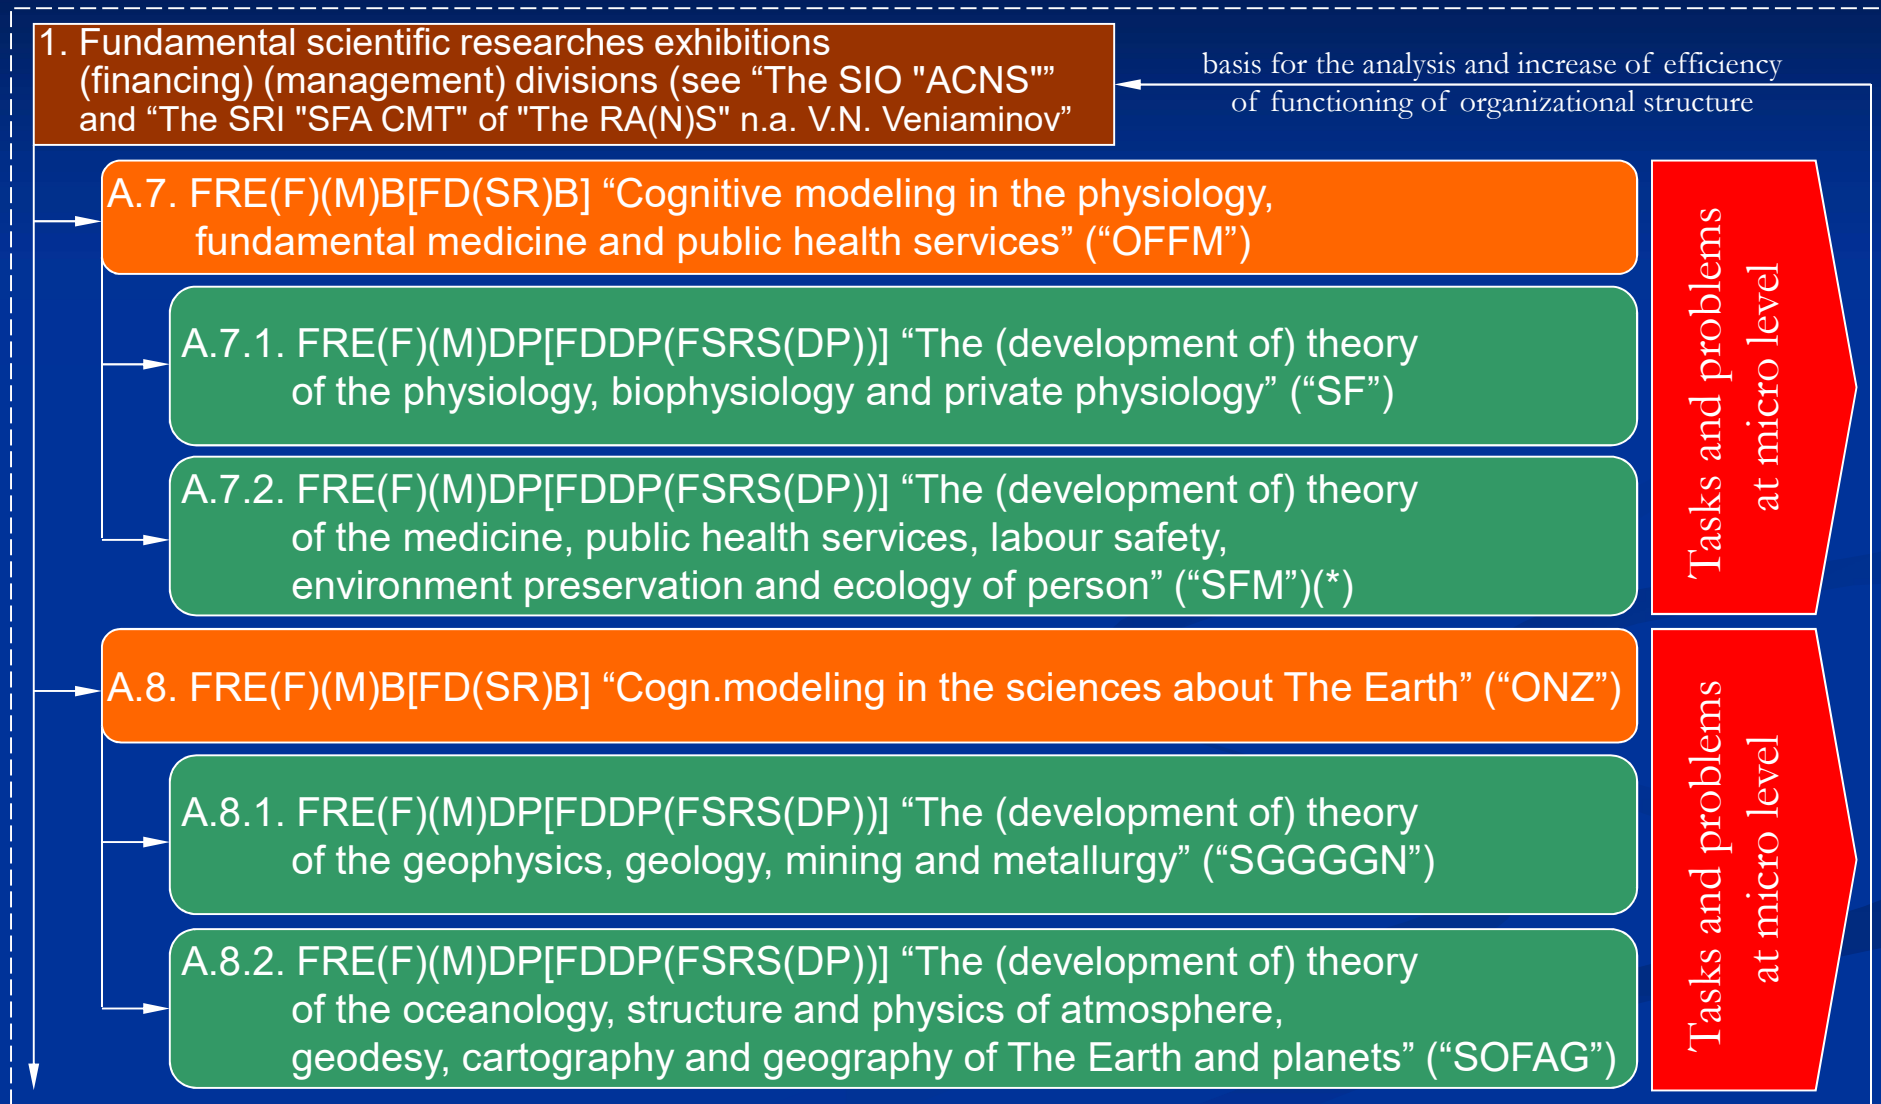 1. Fundamental scientific researches exhibitions
(financing) (management) divisions (see “The SIO "ACNS"”
and “The SRI "SFA CMT" of "The RA(N)S" n.a. V.N. Veniaminov”
basis for the analysis and increase of efficiency
of functioning of organizational structure
A.7. FRE(F)(M)B[FD(SR)B] “Cognitive modeling in the physiology,
fundamental medicine and public health services” (“OFFM”)
A.7.1. FRE(F)(M)DP[FDDP(FSRS(DP))] “The (development of) theory
of the physiology, biophysiology and private physiology” (“SF”)
A.7.2. FRE(F)(M)DP[FDDP(FSRS(DP))] “The (development of) theory
of the medicine, public health services, labour safety,
environment preservation and ecology of person” (“SFM”)(*)
Tasks and problems
at micro level
A.8. FRE(F)(M)B[FD(SR)B] “Cogn.modeling in the sciences about The Earth” (“ONZ”)
A.8.1. FRE(F)(M)DP[FDDP(FSRS(DP))] “The (development of) theory
of the geophysics, geology, mining and metallurgy” (“SGGGGN”)
A.8.2. FRE(F)(M)DP[FDDP(FSRS(DP))] “The (development of) theory
of the oceanology, structure and physics of atmosphere,
geodesy, cartography and geography of The Earth and planets” (“SOFAG”)
Tasks and problems
at micro level